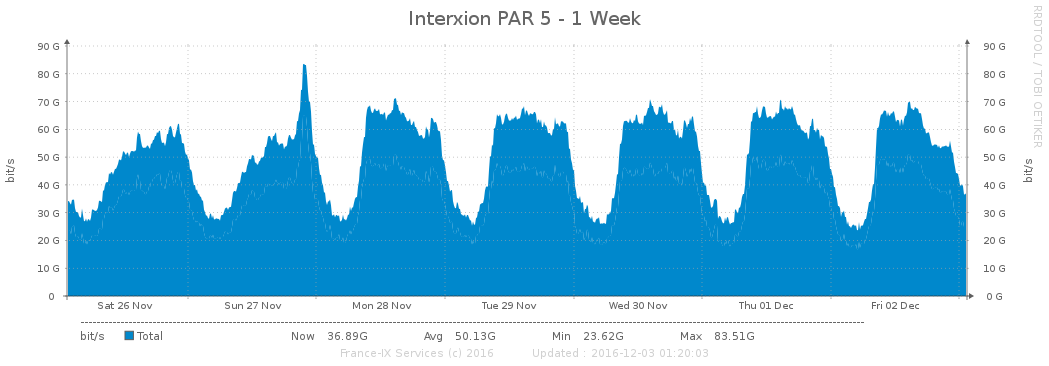 Interxion PAR 5 - 1 Week
RRDTOOL / TOBI OETIKER
90 G 90 G
80 G 80 G
70 G 70 G
60 G 60 G
50 G 50 G
40 G 40 G
30 G 30 G
20 G 20 G
10 G 10 G
0 0 G
bit/s
bit/s
Sat 26 Nov Sun 27 Nov Mon 28 Nov Tue 29 Nov Wed 30 Nov Thu 01 Dec Fri 02 Dec
bit/s Total Now 36.89G Avg 50.13G Min 23.62G Max 83.51G
France-IX Services (c) 2016 Updated : 2016-12-03 01:20:03